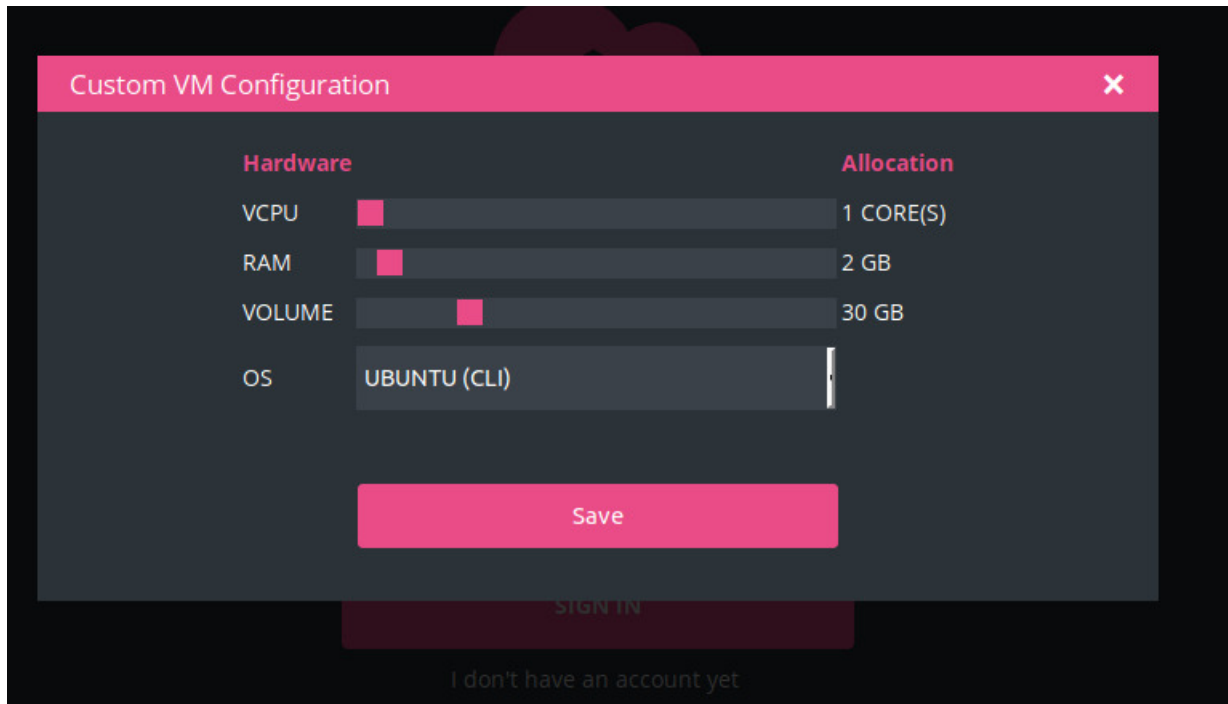 Custom VM Configuration
Hardware Allocation
VCPU 1 CORE(S)
RAM 2 GB
VOLUME 30 GB
OS UBUNTU (CLI)
Save
SIGN IN
I don't have an account yet